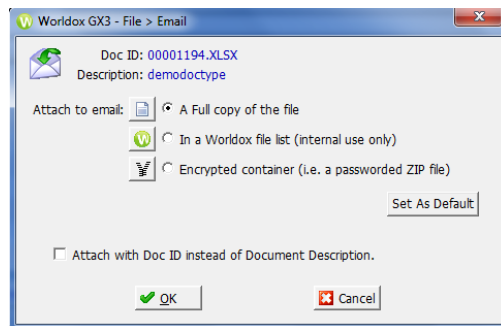 Worldox GX3 - File > Email
Doc ID: 00001194.XLSX
Description: demodoctype
Attach to email: A Full copy of the file
In a Worldox file list (internal use only)
Encrypted container (i.e. a passworded ZIP file)
Set As Default
Attach with Doc ID instead of Document Description.
OK Cancel